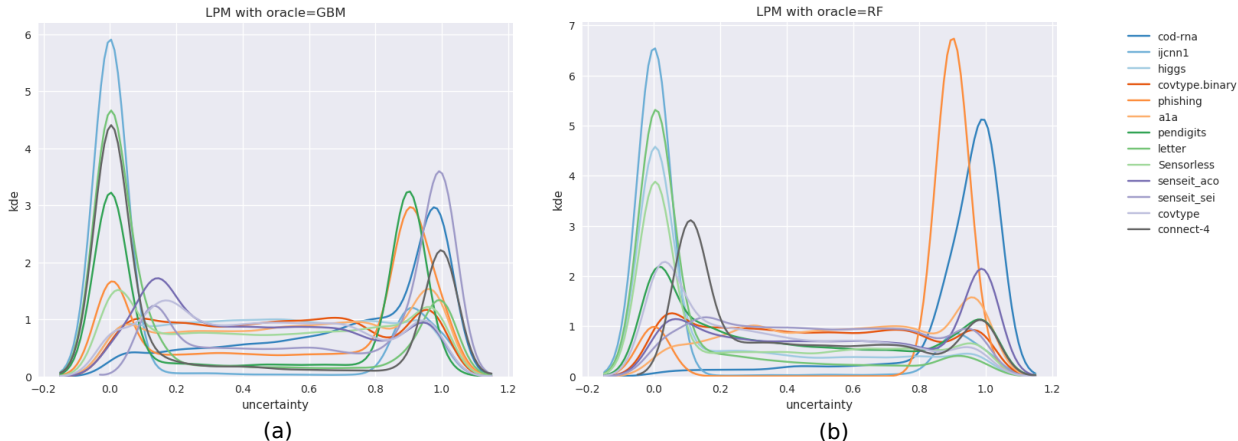 LPM with oracle=GBM
6
5
4
3
2
1
0
kde
−0.2 0.0 0.2 0.4 0.6 0.8 1.0 1.2
uncertainty
(a)
LPM with oracle=RF
7
6
5
4
3
2
1
0
kde
−0.2 0.0 0.2 0.4 0.6 0.8 1.0 1.2
uncertainty
(b)
cod-rna
ijcnn1
higgs
covtype.binary
phishing
a1a
pendigits
letter
Sensorless
senseit_aco
senseit_sei
covtype
connect-4